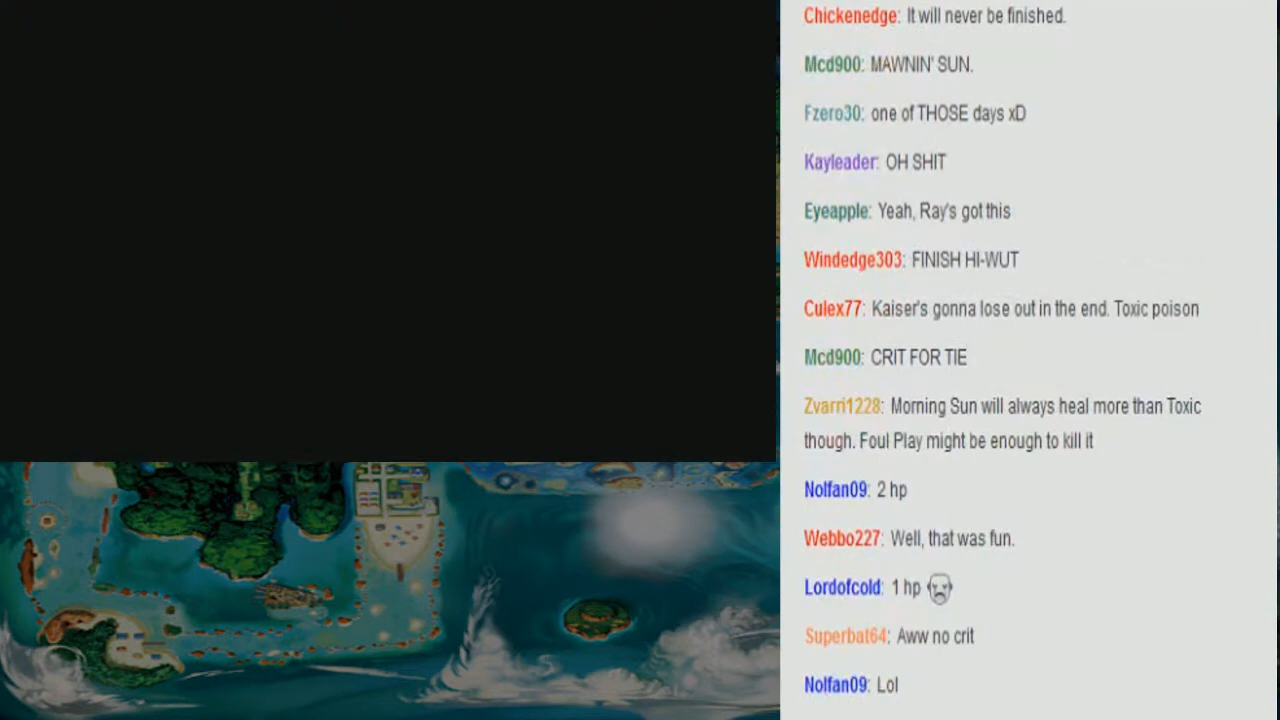 Chickenedge: It will never be finished.
Mcd900: MAWNIN' SUN.
Fzero30: one of THOSE days xD
Kayleader: OH SHIT
Eyeapple: Yeah, Ray's got this
Windedge303: FINISH HI-WUT
Culex77: Kaiser's gonna lose out in the end. Toxic poison
Mcd900: CRIT FOR TIE
Zvarri1228: Morning Sun will always heal more than Toxic
though. Foul Play might be enough to kill it
Nolfan09: 2 hp
Webbo227: Well, that was fun.
Lordofcold: 1 hp
Superbat64: Aww no crit
Nolfan09: Lol